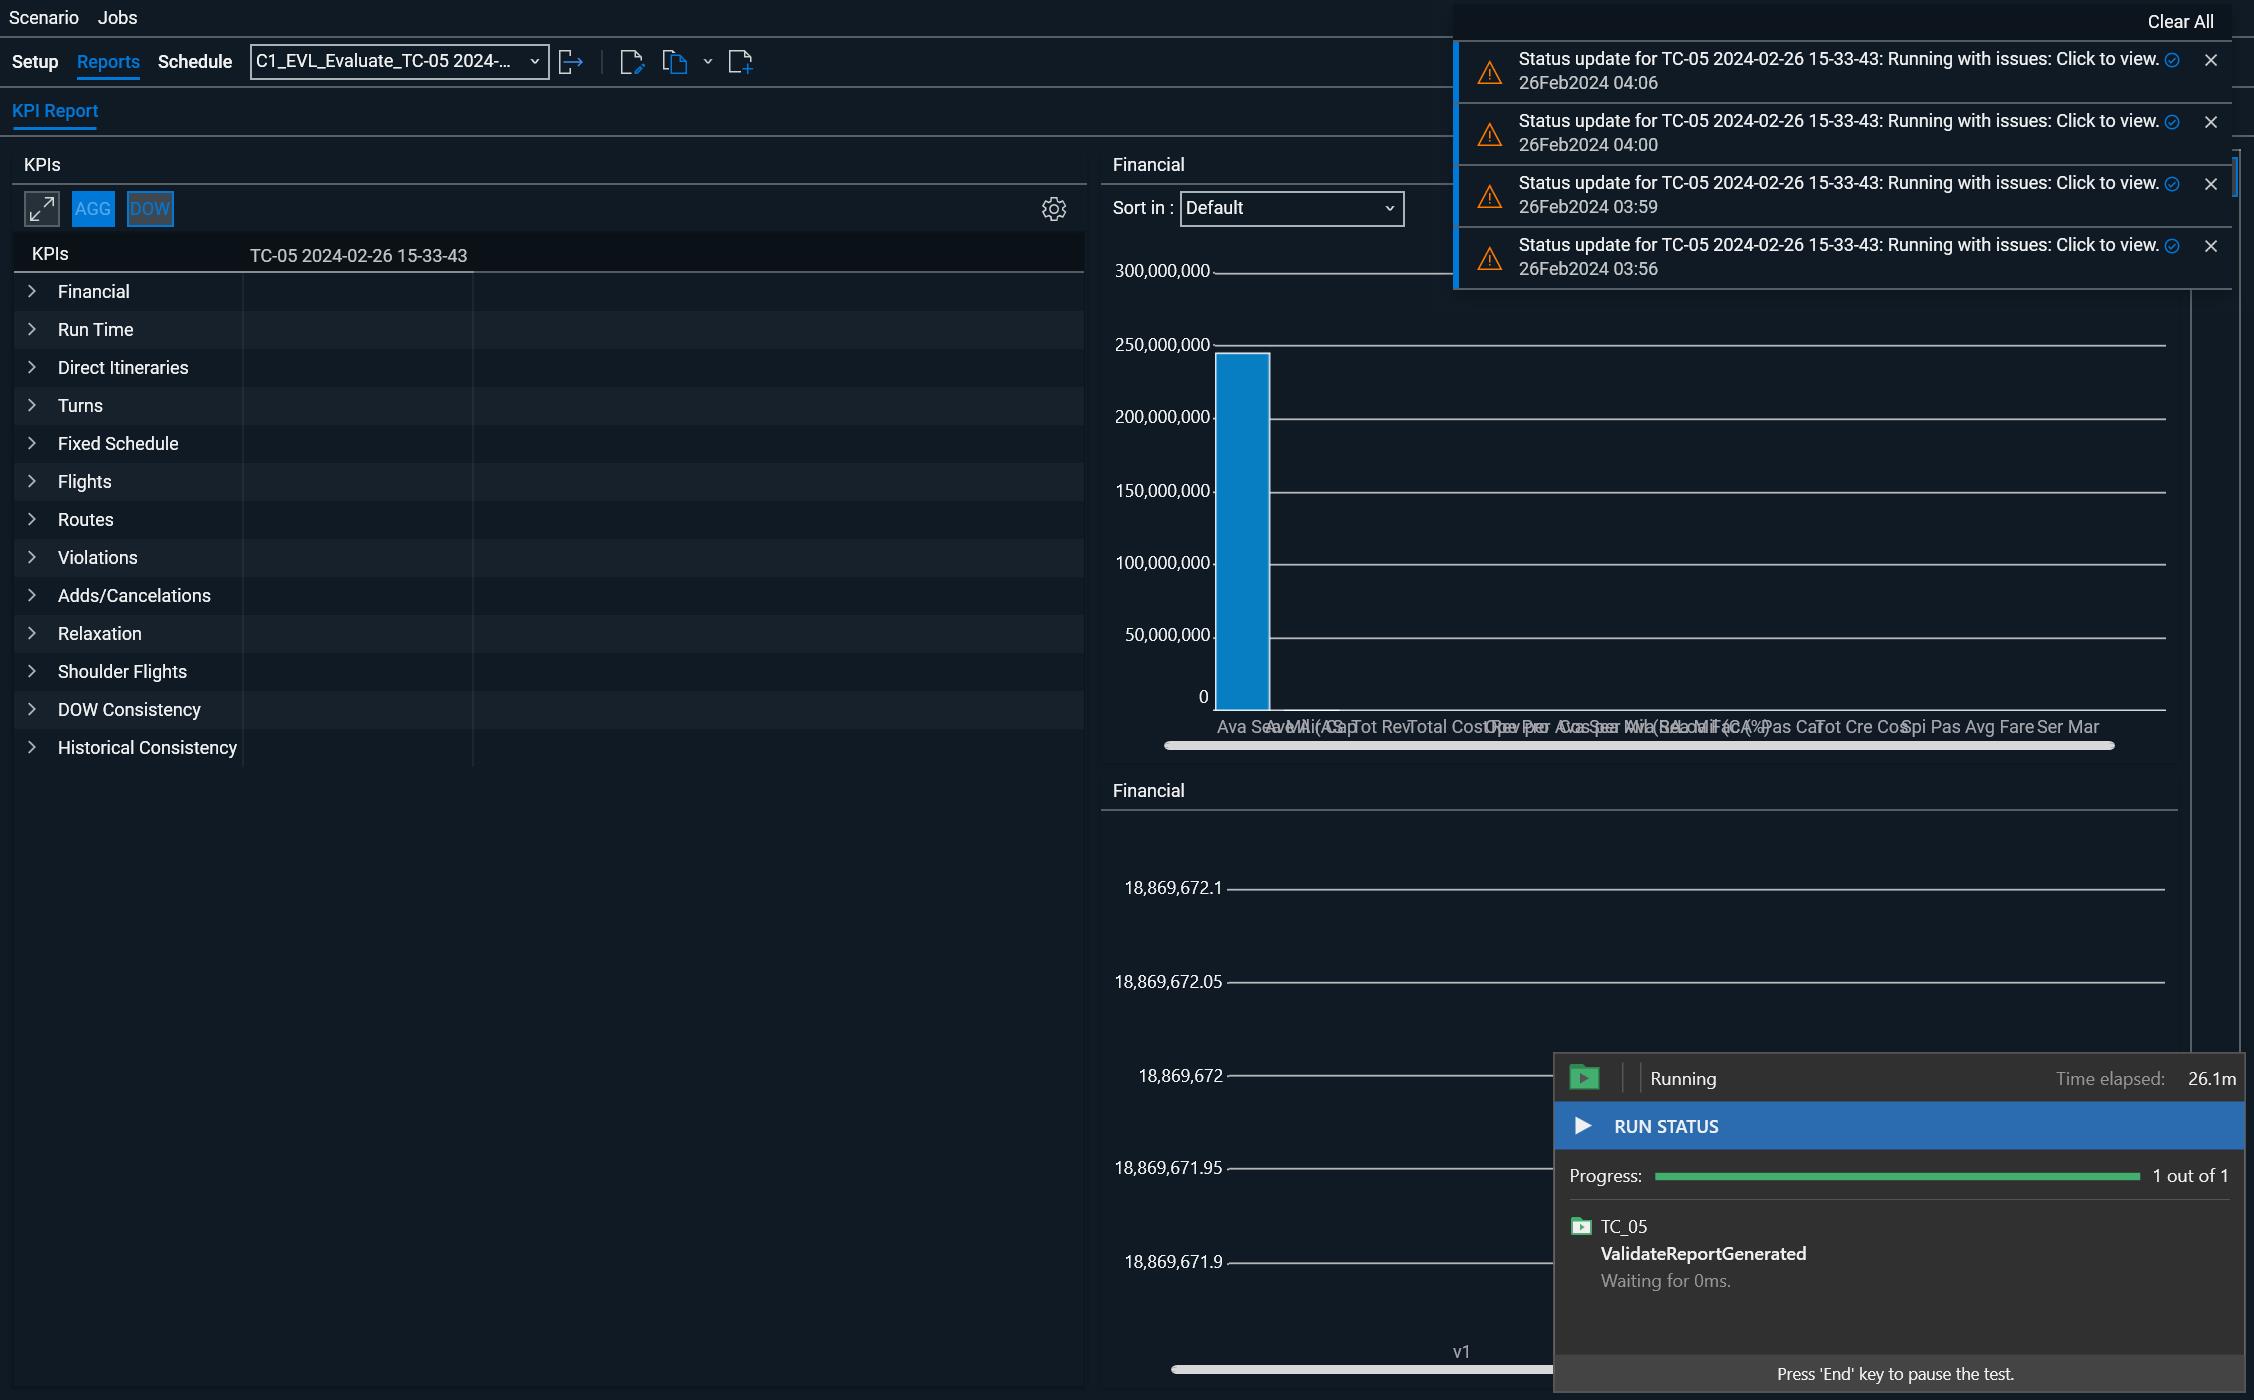 Scenario Jobs
Clear All
Setup Reports Schedule C1_EVL_Evaluate_TC-05 2024-...
Status update for TC-05 2024-02-26 15-33-43: Running with issues: Click to view.
26Feb2024 04:06
Status update for TC-05 2024-02-26 15-33-43: Running with issues: Click to view.
26Feb2024 04:00
Status update for TC-05 2024-02-26 15-33-43: Running with issues: Click to view.
26Feb2024 03:59
Status update for TC-05 2024-02-26 15-33-43: Running with issues: Click to view.
26Feb2024 03:56
KPI Report
KPIs
AGG DOW
KPIs TC-05 2024-02-26 15-33-43
Financial
Run Time
Direct Itineraries
Turns
Fixed Schedule
Flights
Routes
Violations
Adds/Cancelations
Relaxation
Shoulder Flights
DOW Consistency
Historical Consistency
Financial
Sort in : Default
300,000,000
250,000,000
200,000,000
150,000,000
100,000,000
50,000,000
0
Ava Tot Rev Total Cost Pas Car Tot Cre Cos Spi Pas Avg Fare Ser Mar
Financial
18,869,672.1
18,869,672.05
18,869,672
18,869,671.95
18,869,671.9
v1
Running Time elapsed: 26.1m
RUN STATUS
Progress: 1 out of 1
TC_05
ValidateReportGenerated
Waiting for 0ms.
Press 'End' key to pause the test.